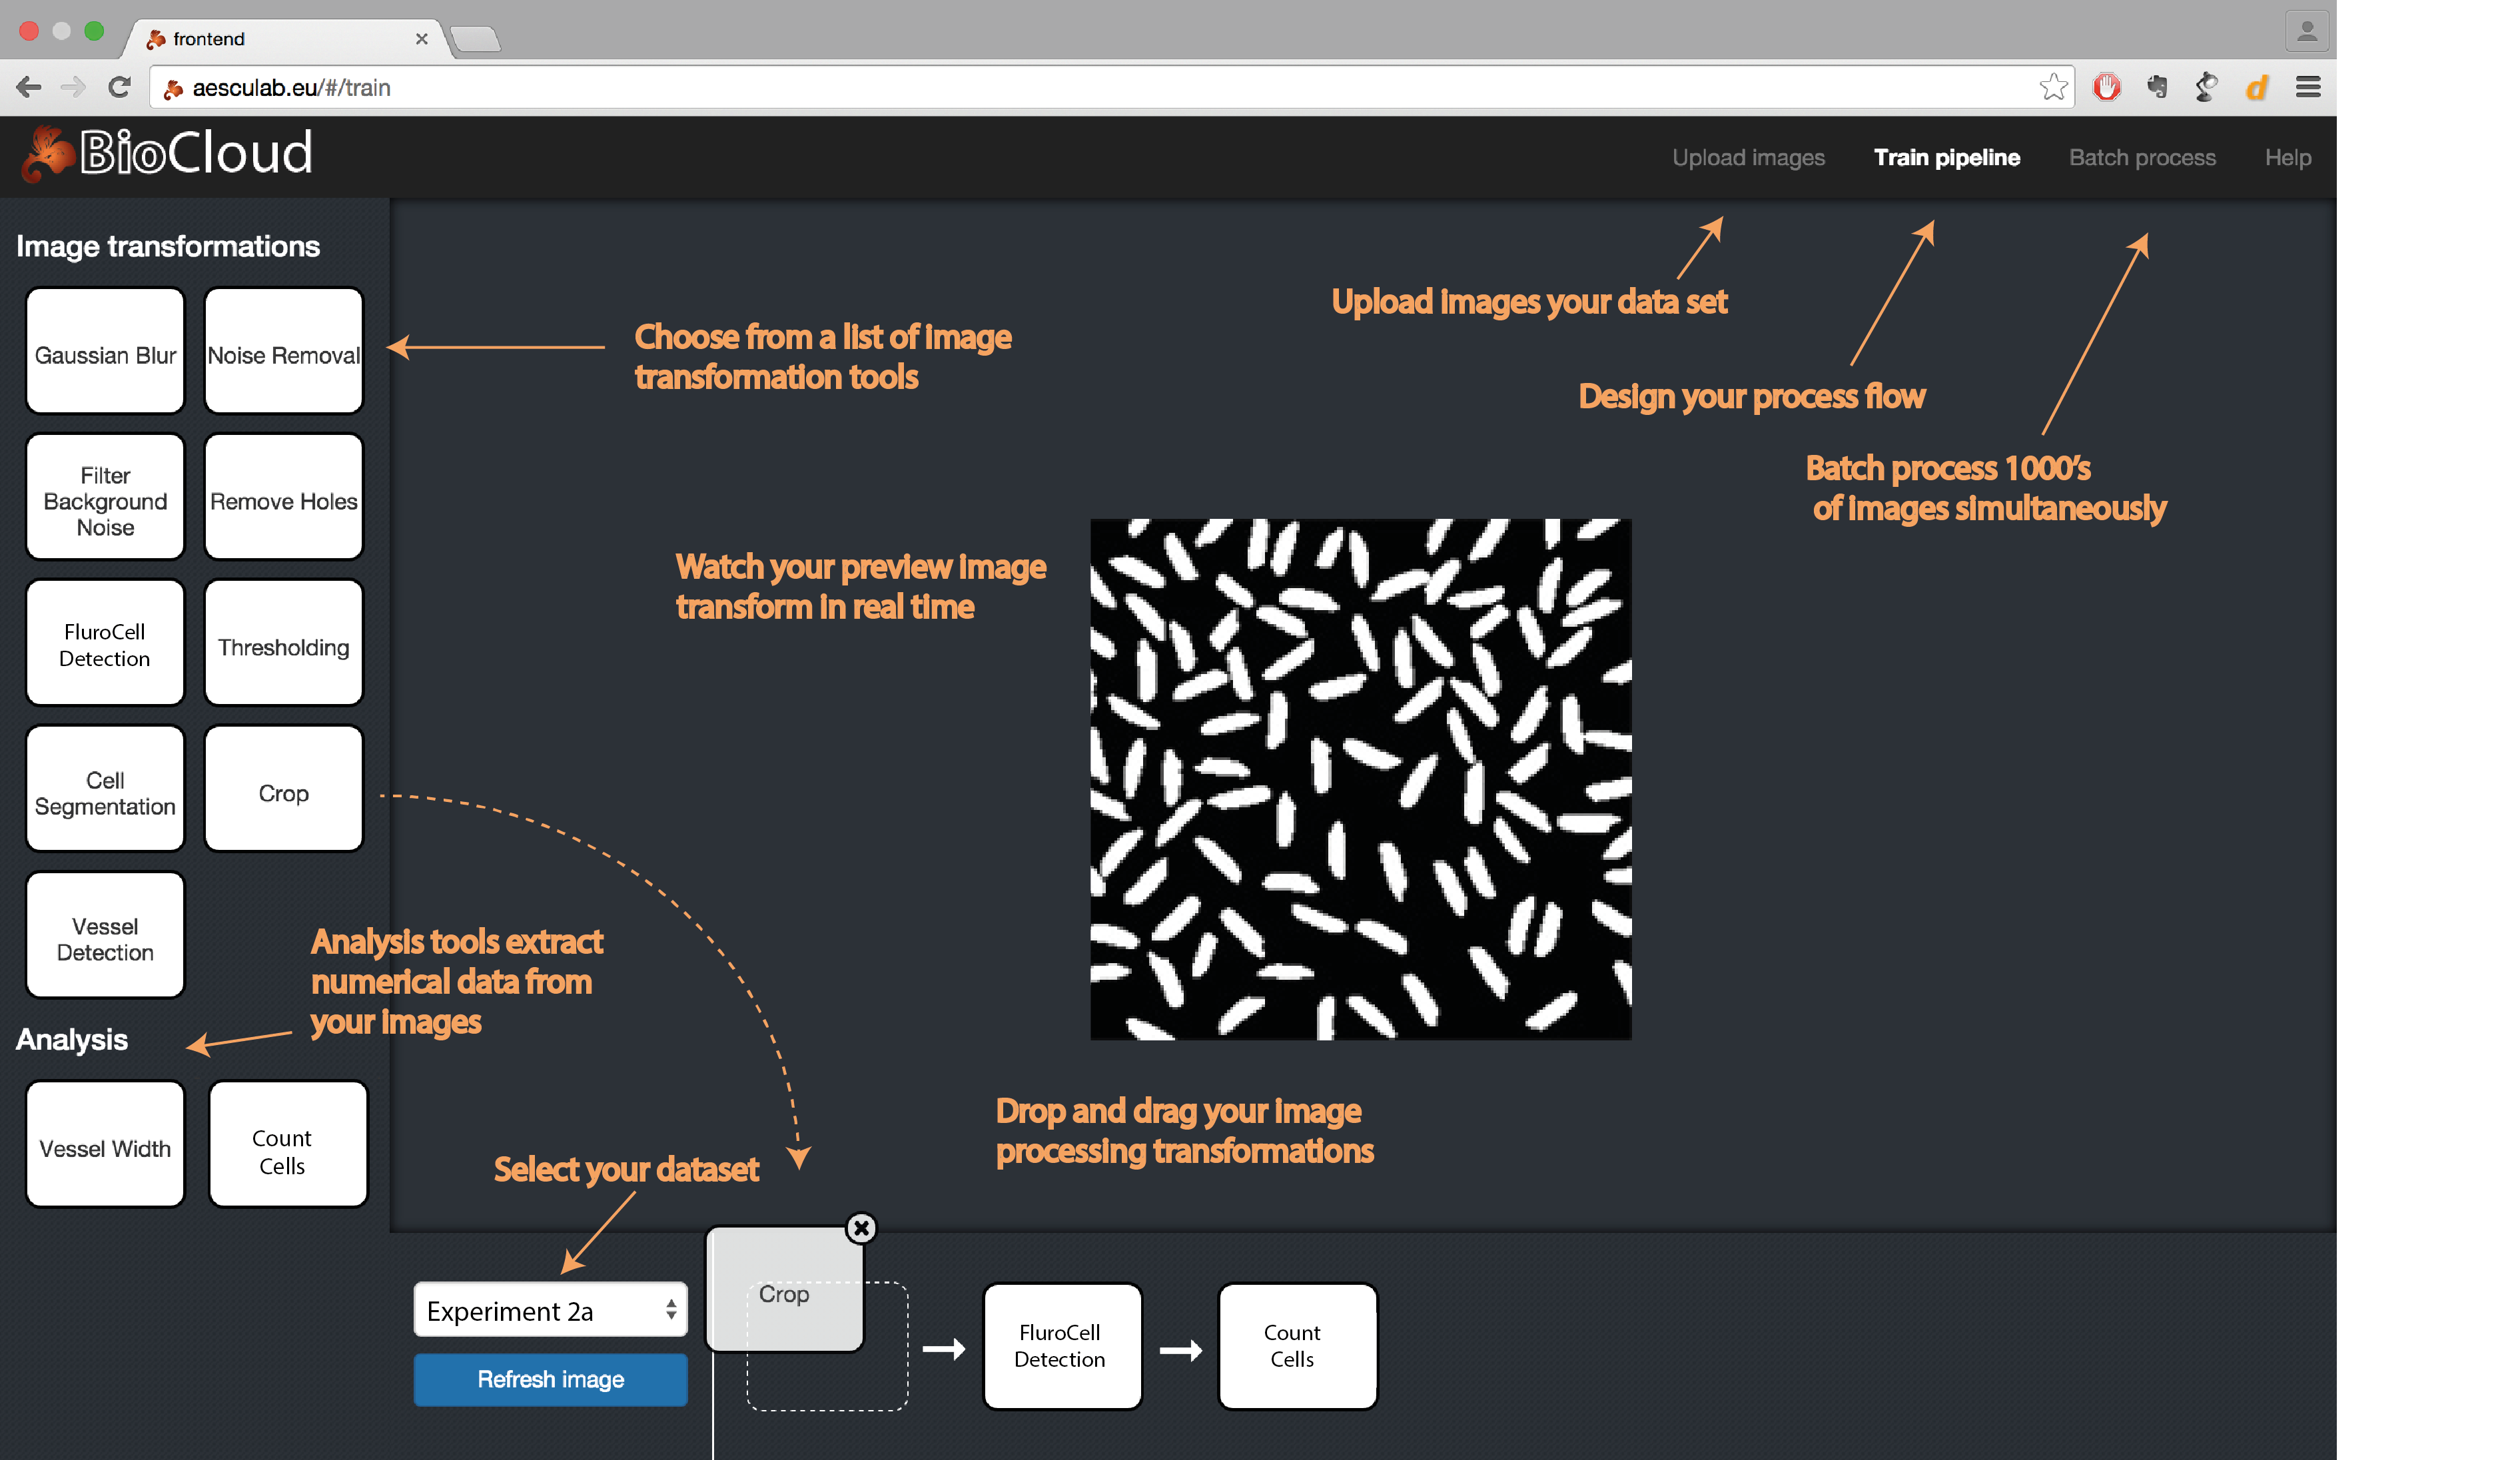 frontend
aesculab.eu/#/train
BioCloud
Upload images
Train pipeline
Batch process
Help
Image transformations
Gaussian Blur
Noise Removal
Filter
Background
Noise
Remove Holes
FluroCell
Detection
Thresholding
Cell
Segmentation
Crop
Vessel
Detection
Analysis
Vessel Width
Count
Cells
Choose from a list of image
transformation tools
Upload images your data set
Design your process flow
Batch process 1000's
of images simultaneously
Watch your preview image
transform in real time
Analysis tools extract
numerical data from
your images
Drop and drag your image
processing transformations
Select your dataset
Experiment 2a
Refresh image
Crop
FluroCell
Detection
Count
Cells